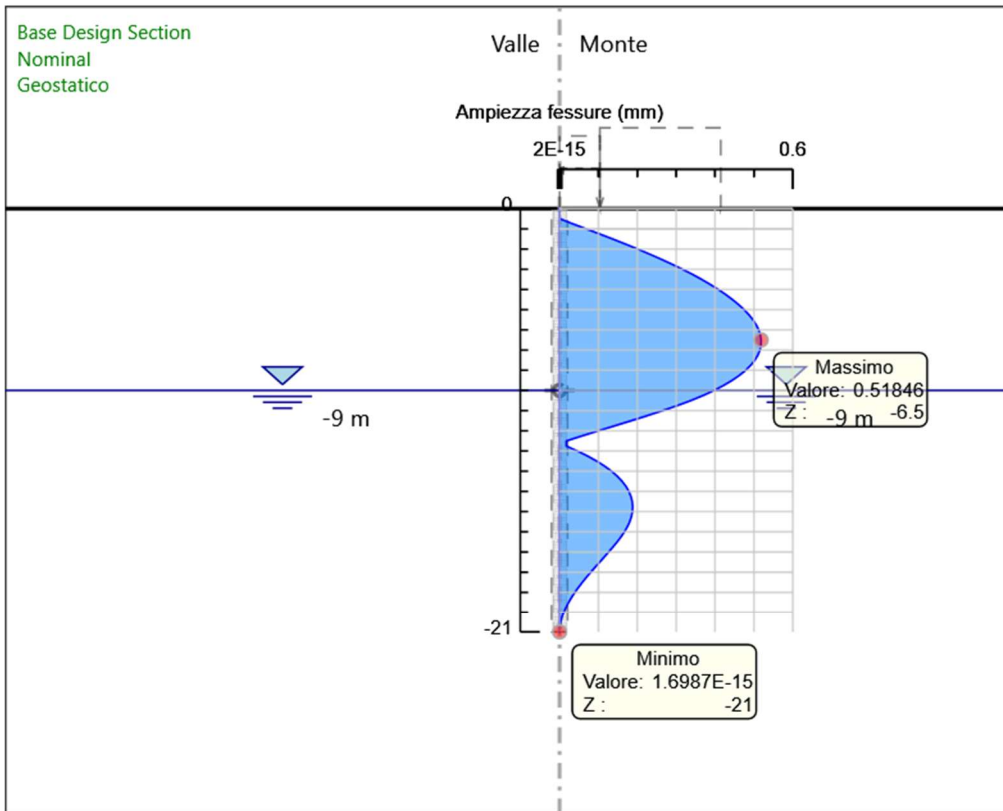 Base Design Section
Nominal
Geostatico
Valle
Monte
Ampiezza fessure (mm)
2E-15
0.6
0
Massimo
Valore: 0.51846
Z : -6.5
-9 m
-9 m
-21
Minimo
Valore: 1.6987E-15
Z : -21